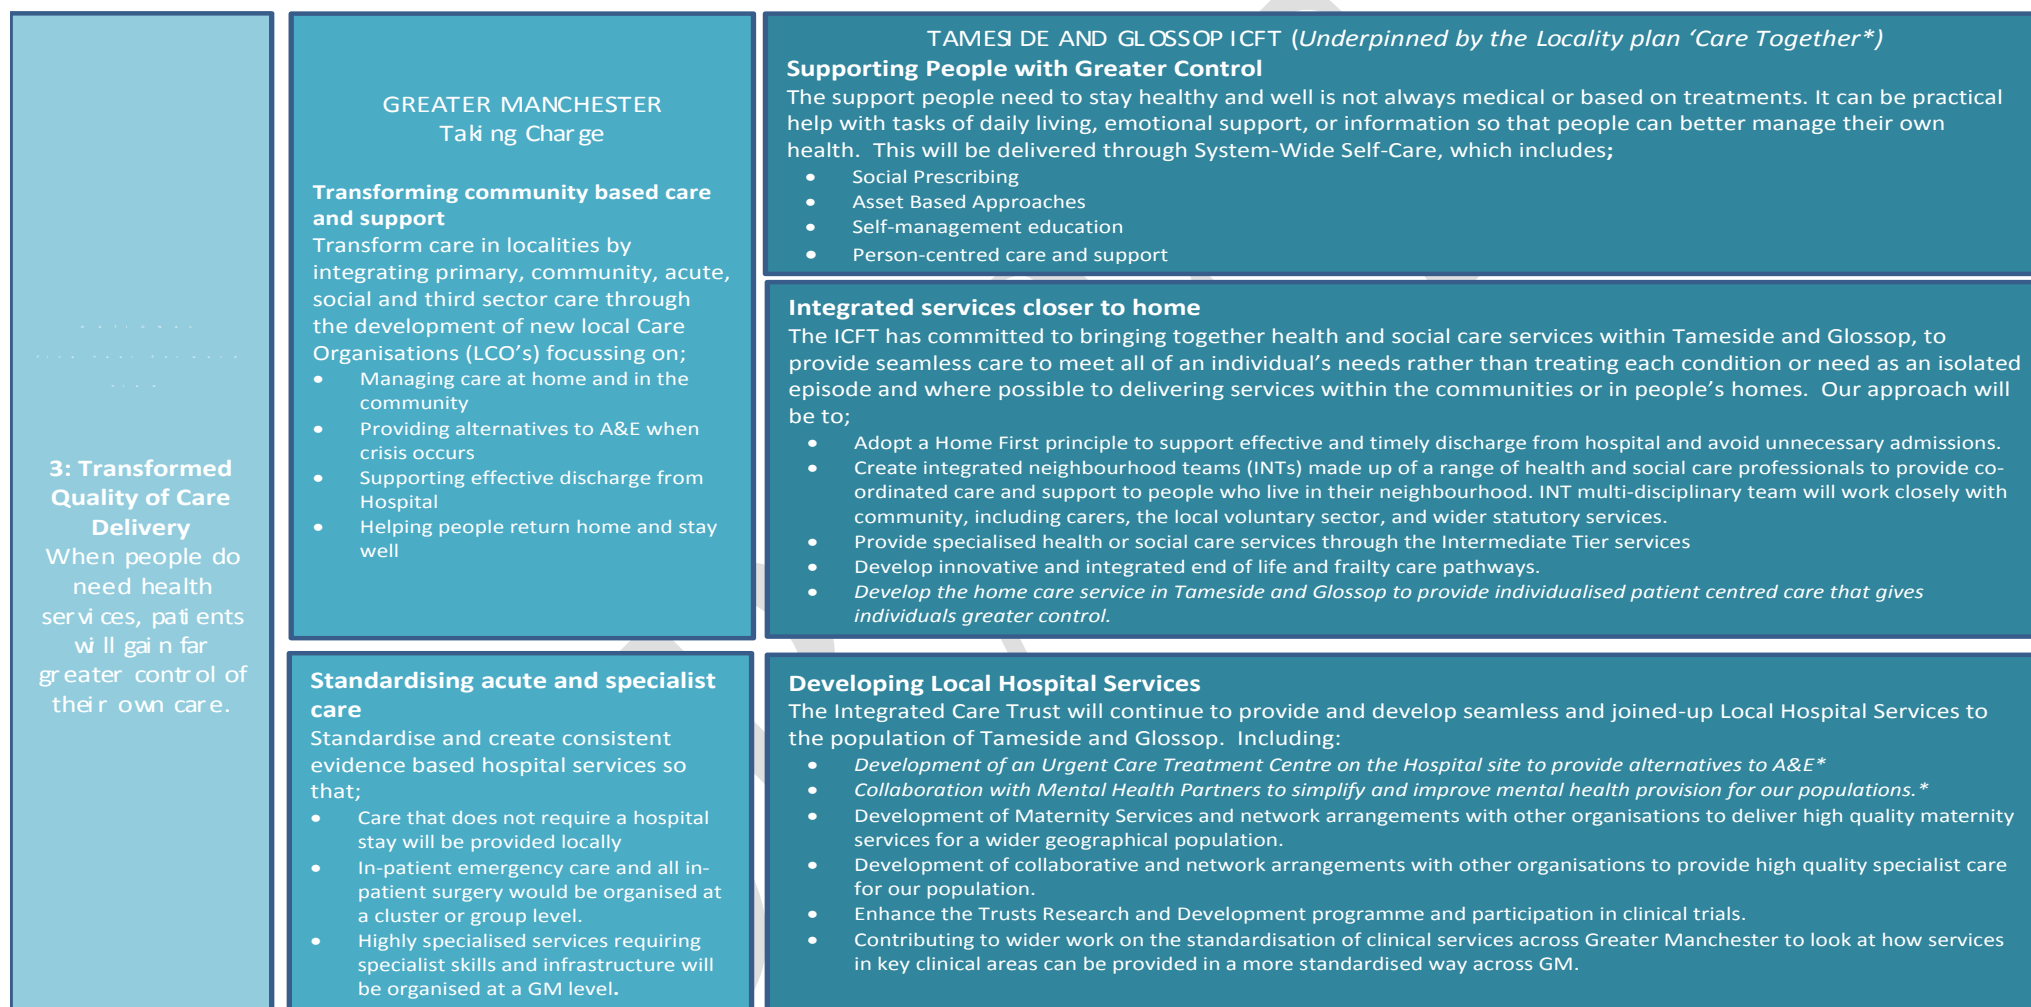 3: Transformed
Quality of Care
Delivery
When people do
need health
services, patients
will gain far
greater control of
their own care.
GREATER MANCHESTER
Taking Charge
Transforming community based care
and support
Transform care in localities by
integrating primary, community, acute,
social and third sector care through
the development of new local Care
Organisations (LCO’s) focussing on;
• Managing care at home and in the
community
• Providing alternatives to A&E when
crisis occurs
• Supporting effective discharge from
Hospital
• Helping people return home and stay
well
Standardising acute and specialist
care
Standardise and create consistent
evidence based hospital services so
that;
• Care that does not require a hospital
stay will be provided locally
• In-patient emergency care and all in-
patient surgery would be organised at
a cluster or group level.
• Highly specialised services requiring
specialist skills and infrastructure will
be organised at a GM level.
TAMESIDE AND GLOSSOP ICFT (Underpinned by the Locality plan ‘Care Together*)
Supporting People with Greater Control
The support people need to stay healthy and well is not always medical or based on treatments. It can be practical
help with tasks of daily living, emotional support, or information so that people can better manage their own
health. This will be delivered through System-Wide Self-Care, which includes;
• Social Prescribing
• Asset Based Approaches
• Self-management education
• Person-centred care and support
Integrated services closer to home
The ICFT has committed to bringing together health and social care services within Tameside and Glossop, to
provide seamless care to meet all of an individual’s needs rather than treating each condition or need as an isolated
episode and where possible to delivering services within the communities or in people’s homes. Our approach will
be to;
• Adopt a Home First principle to support effective and timely discharge from hospital and avoid unnecessary admissions.
• Create integrated neighbourhood teams (INTs) made up of a range of health and social care professionals to provide co-
ordinated care and support to people who live in their neighbourhood. INT multi-disciplinary team will work closely with
community, including carers, the local voluntary sector, and wider statutory services.
• Provide specialised health or social care services through the Intermediate Tier services
• Develop innovative and integrated end of life and frailty care pathways.
• Develop the home care service in Tameside and Glossop to provide individualised patient centred care that gives
individuals greater control.
Developing Local Hospital Services
The Integrated Care Trust will continue to provide and develop seamless and joined-up Local Hospital Services to
the population of Tameside and Glossop. Including:
• Development of an Urgent Care Treatment Centre on the Hospital site to provide alternatives to A&E*
• Collaboration with Mental Health Partners to simplify and improve mental health provision for our populations.*
• Development of Maternity Services and network arrangements with other organisations to deliver high quality maternity
services for a wider geographical population.
• Development of collaborative and network arrangements with other organisations to provide high quality specialist care
for our population.
• Enhance the Trusts Research and Development programme and participation in clinical trials.
• Contributing to wider work on the standardisation of clinical services across Greater Manchester to look at how services
in key clinical areas can be provided in a more standardised way across GM.